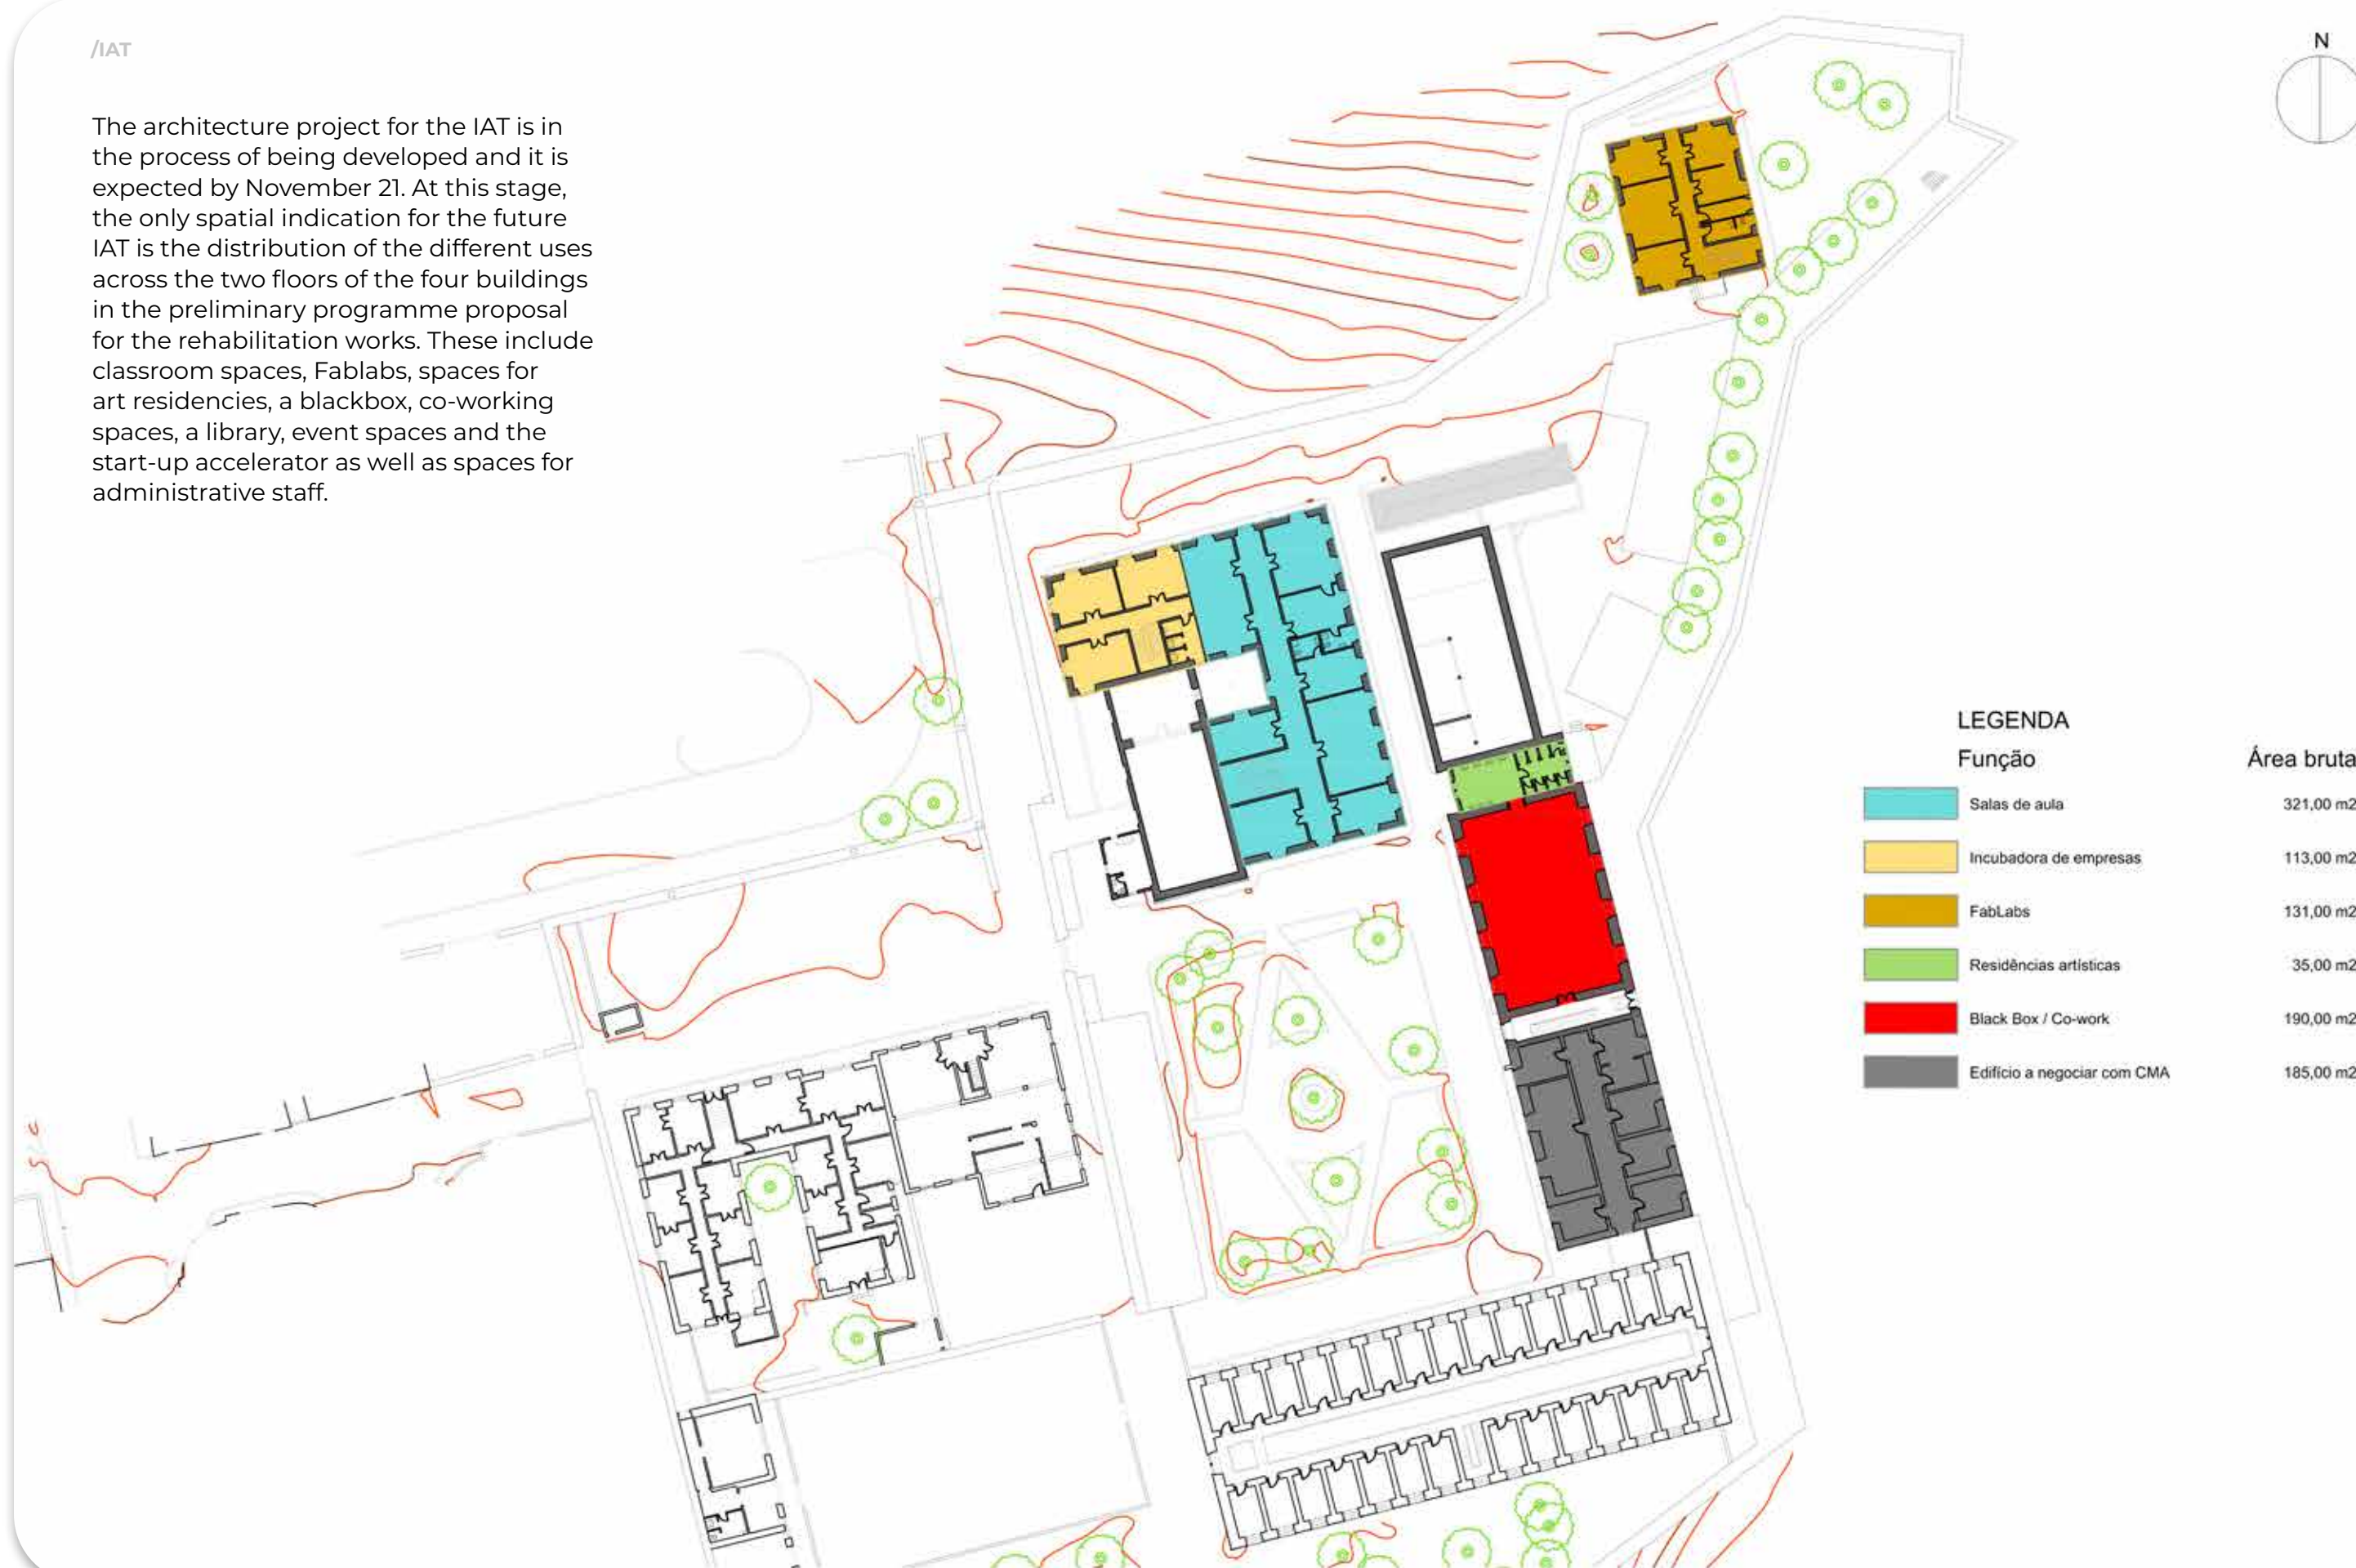 /IAT
The architecture project for the IAT is in
the process of being developed and it is
expected by November 21. At this stage,
the only spatial indication for the future
IAT is the distribution of the different uses
across the two floors of the four buildings
in the preliminary programme proposal
for the rehabilitation works. These include
classroom spaces, Fablabs, spaces for
art residencies, a blackbox, co-working
spaces, a library, event spaces and the
start-up accelerator as well as spaces for
administrative staff.
N
LEGENDA
Função Área bruta
Salas de aula 321,00 m2
Incubadora de empresas 113,00 m2
FabLabs 131,00 m2
Residências artísticas 35,00 m2
Black Box / Co-work 190,00 m2
Edifício a negociar com CMA 185,00 m2